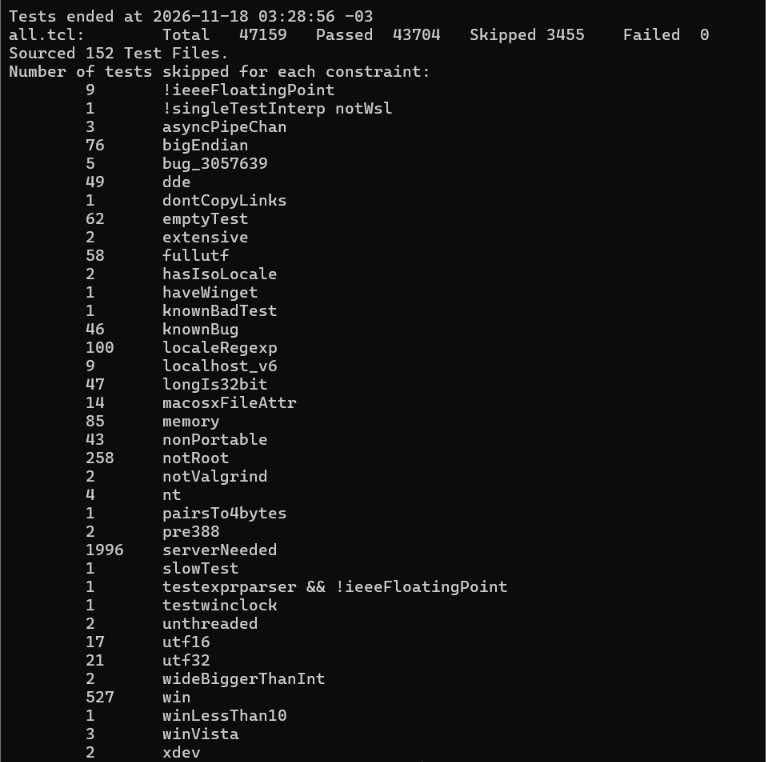 Tests ended at 2026-11-18 03:28:56 -03
all.tcl:        Total   47159   Passed  43704   Skipped 3455    Failed  0
Sourced 152 Test Files.
Number of tests skipped for each constraint:
        9       !ieeeFloatingPoint
        1       !singleTestInterp notWsl
        3       asyncPipeChan
        76      bigEndian
        5       bug_3057639
        49      dde
        1       dontCopyLinks
        62      emptyTest
        2       extensive
        58      fullutf
        2       hasIsoLocale
        1       haveWinget
        1       knownBadTest
        46      knownBug
        100     localeRegexp
        9       localhost_v6
        47      longIs32bit
        14      macosxFileAttr
        85      memory
        43      nonPortable
        258     notRoot
        2       notValgrind
        4       nt
        1       pairsTo4bytes
        2       pre388
        1996    serverNeeded
        1       slowTest
        1       testexprparser && !ieeeFloatingPoint
        1       testwinclock
        2       unthreaded
        17      utf16
        21      utf32
        2       wideBiggerThanInt
        527     win
        1       winLessThan10
        3       winVista
        2       xdev